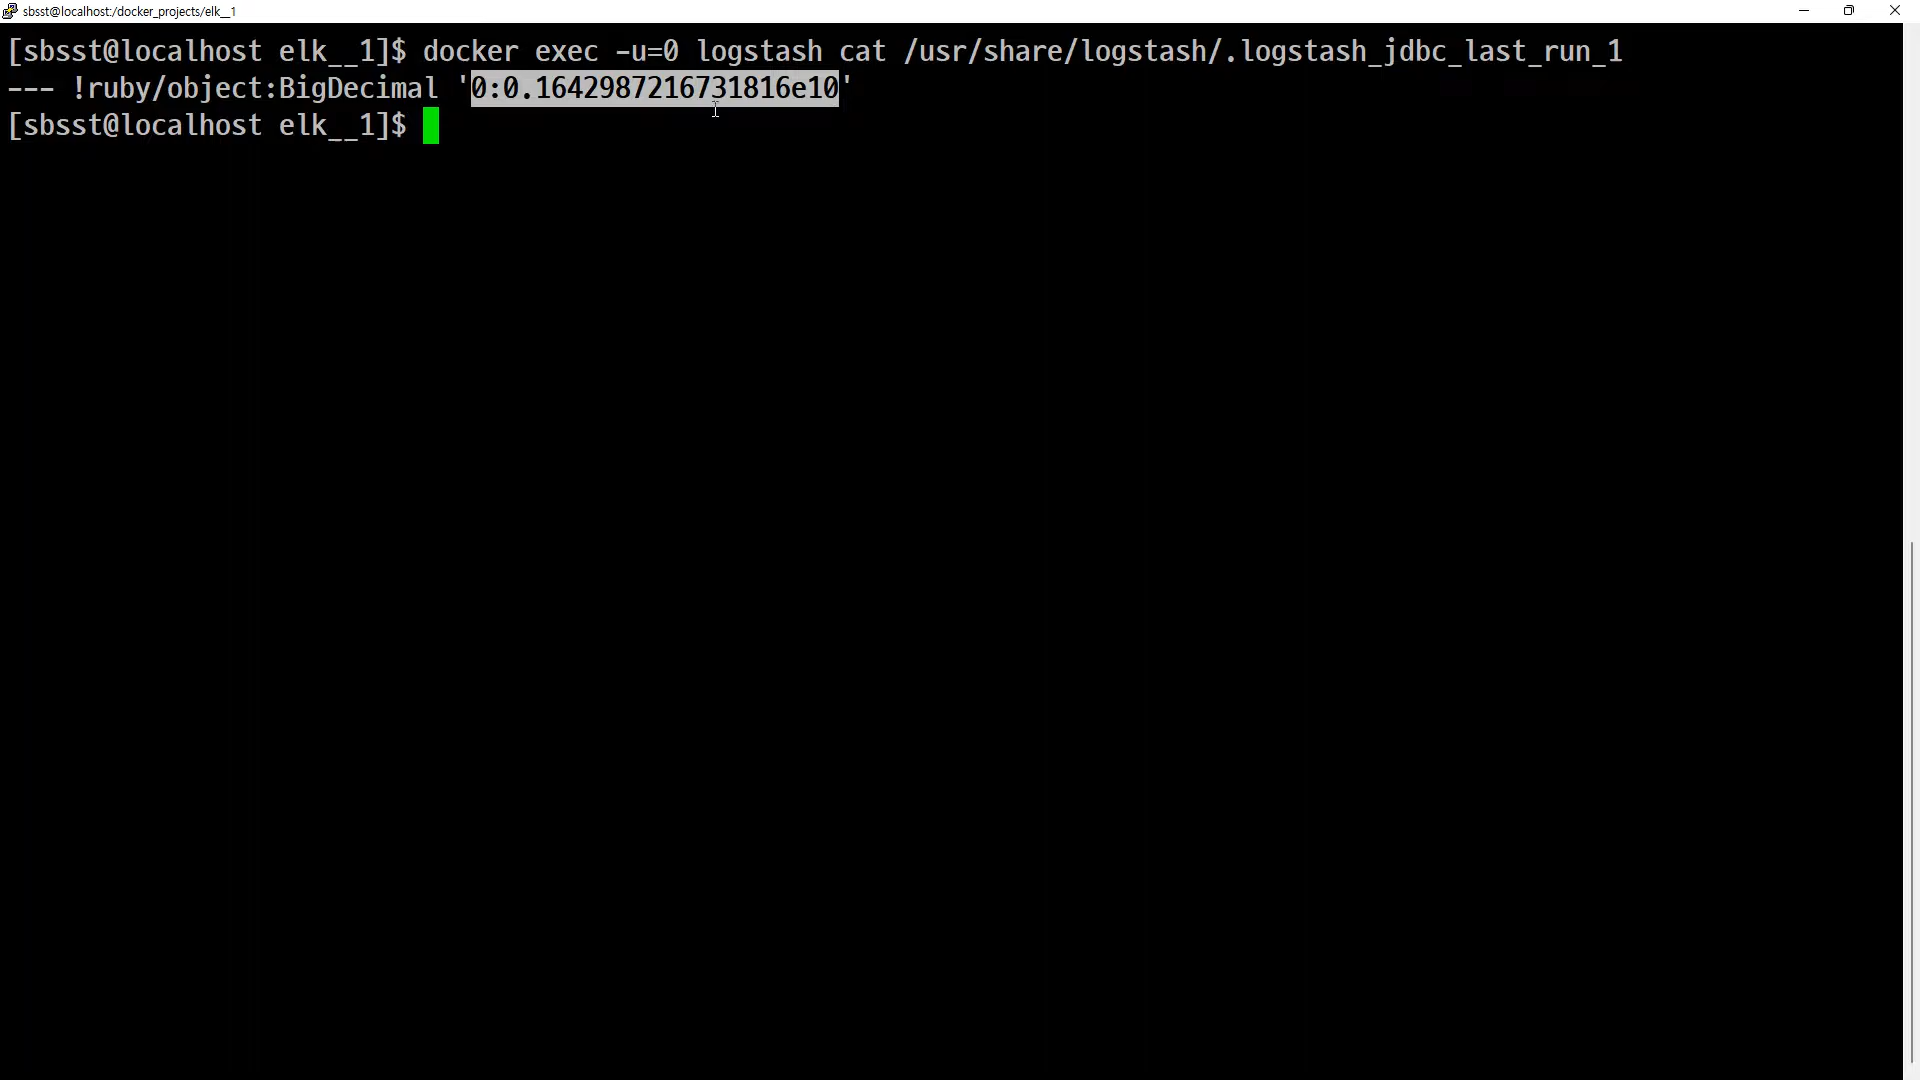 sbsst@localhost:/docker_projects/elk__1
[sbsst@localhost elk__1]$ docker exec -u=0 logstash cat /usr/share/logstash/.logstash_jdbc_last_run_1
--- !ruby/object:BigDecimal '0:0.1642987216731816e10'
[sbsst@localhost elk__1]$